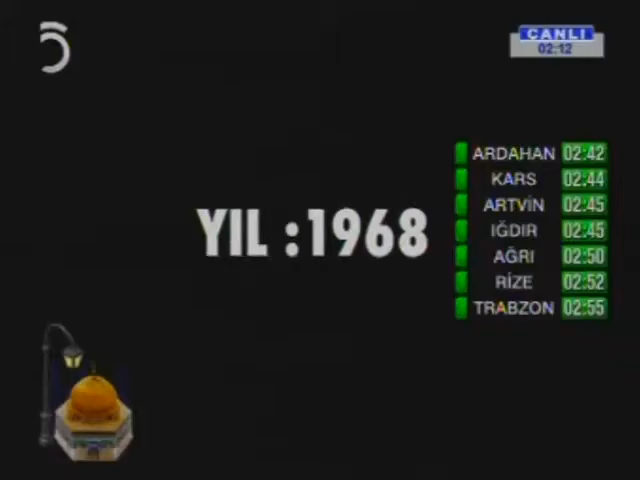 CANLI
02:12
YIL :1968
ARDAHAN 02:42
KARS 02:44
ARTVİN 02:45
IĞDIR 02:45
AĞRI 02:50
RİZE 02:52
TRABZON 02:55